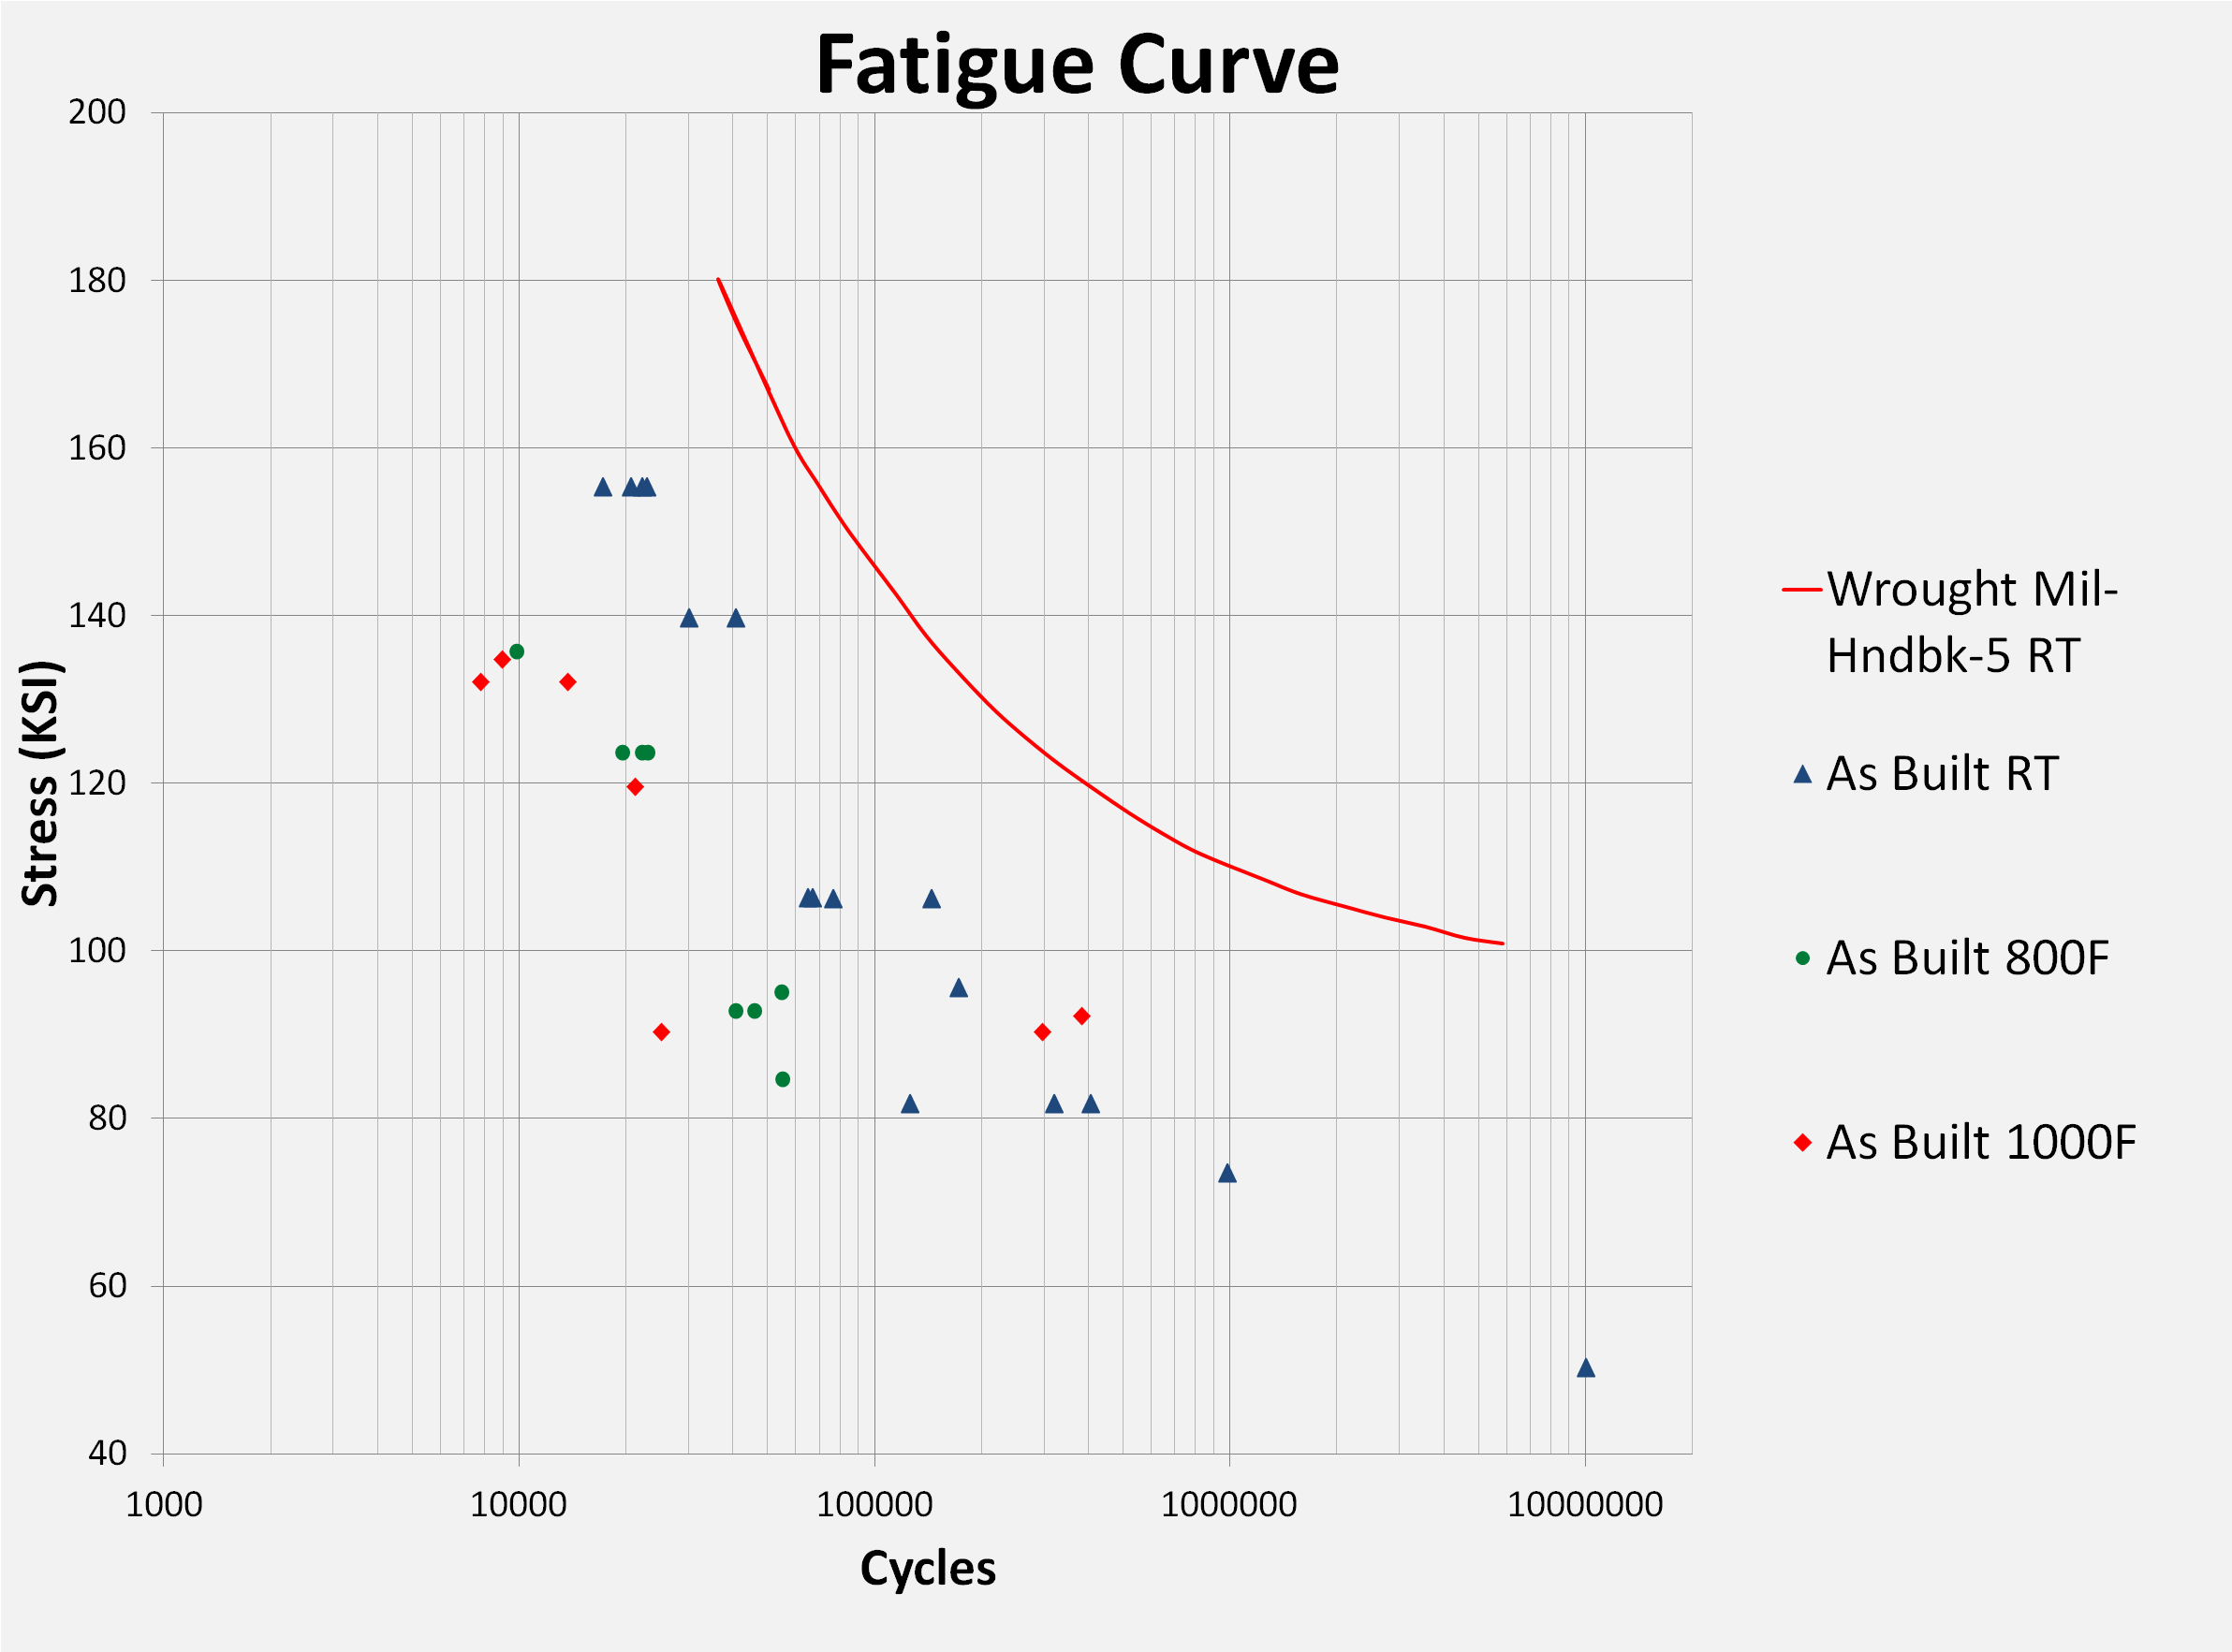 Fatigue Curve
200
180
160
140
120
100
80
60
40
Stress (KSI)
1000
10000
100000
1000000
10000000
Cycles
Wrought Mil-
Hndbk-5 RT
As Built RT
As Built 800F
As Built 1000F